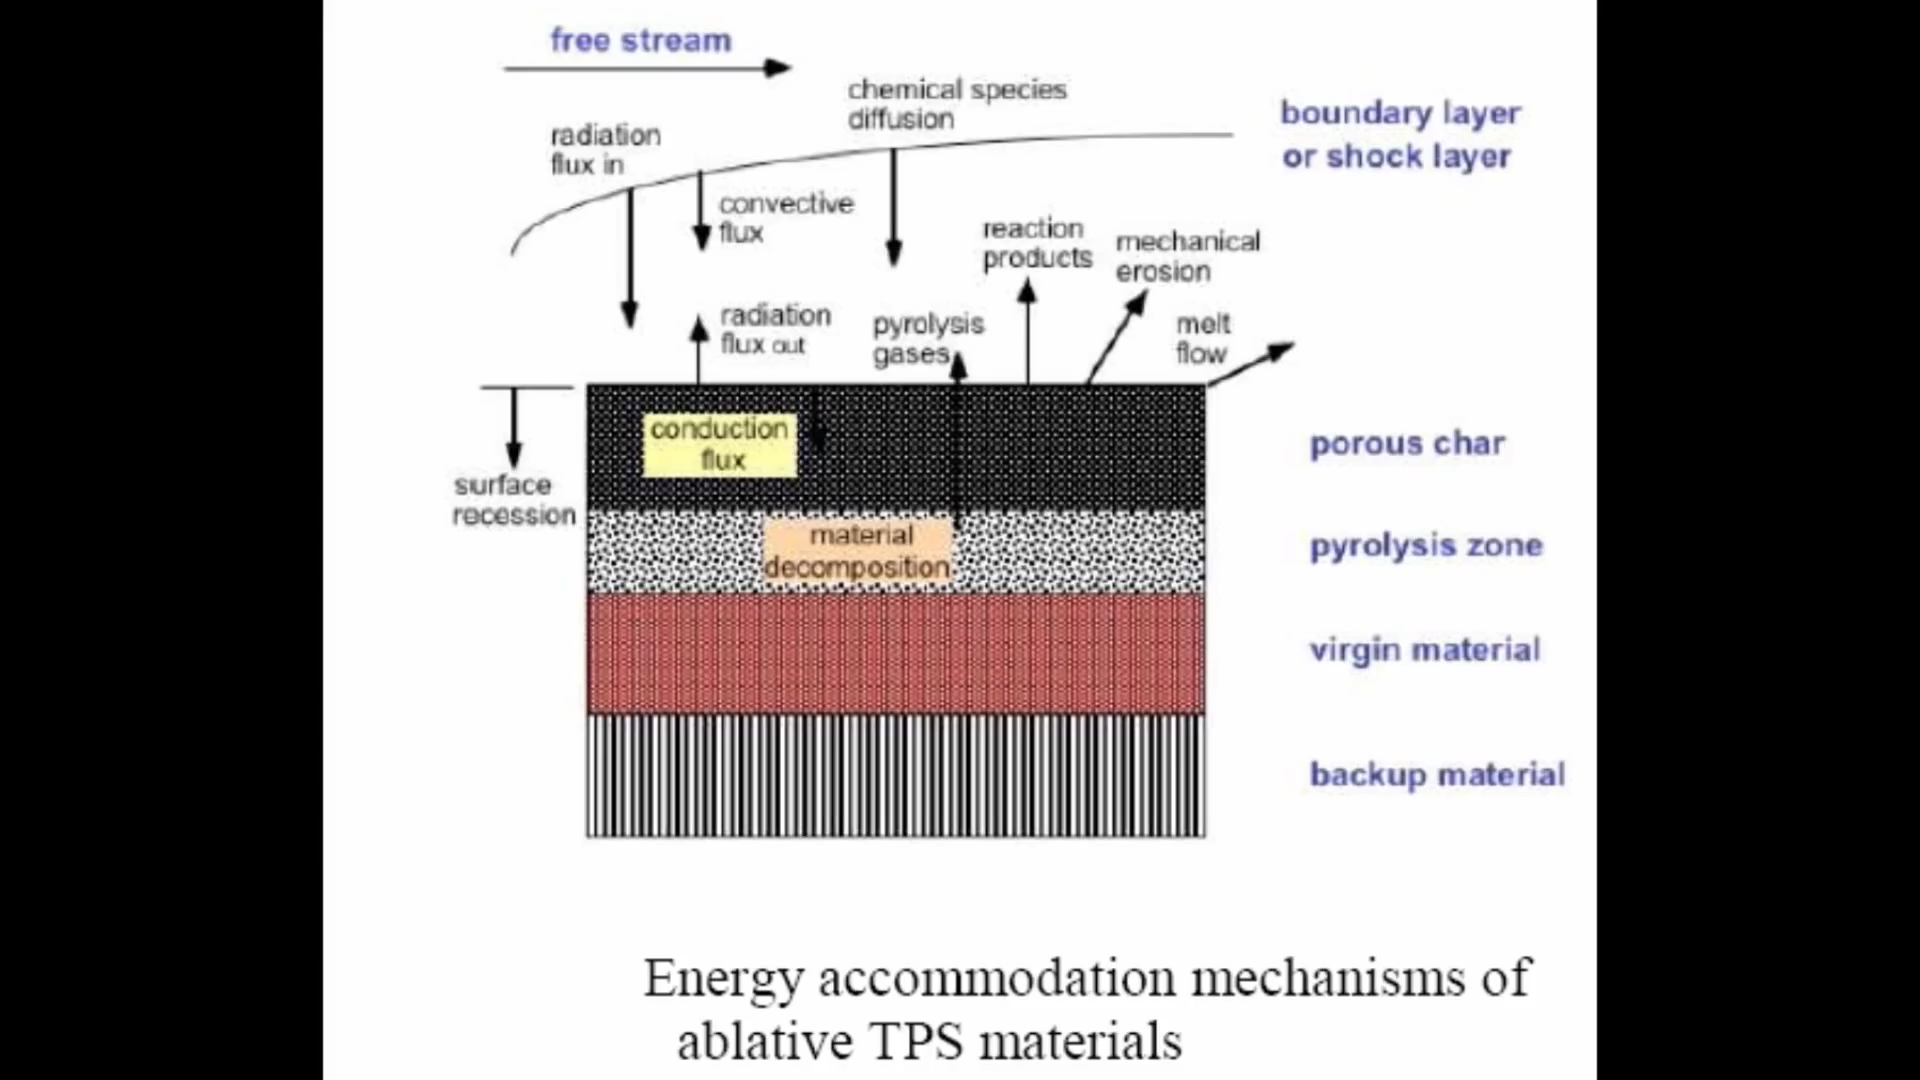 free stream
chemical species
diffusion
boundary layer
or shock layer
radiation
flux in
convective
flux
reaction
products
mechanical
erosion
radiation
flux out
pyrolysis
gases
melt
flow
conduction
flux
porous char
surface
recession
material
decomposition
pyrolysis zone
virgin material
backup material
Energy accommodation mechanisms of
ablative TPS materials